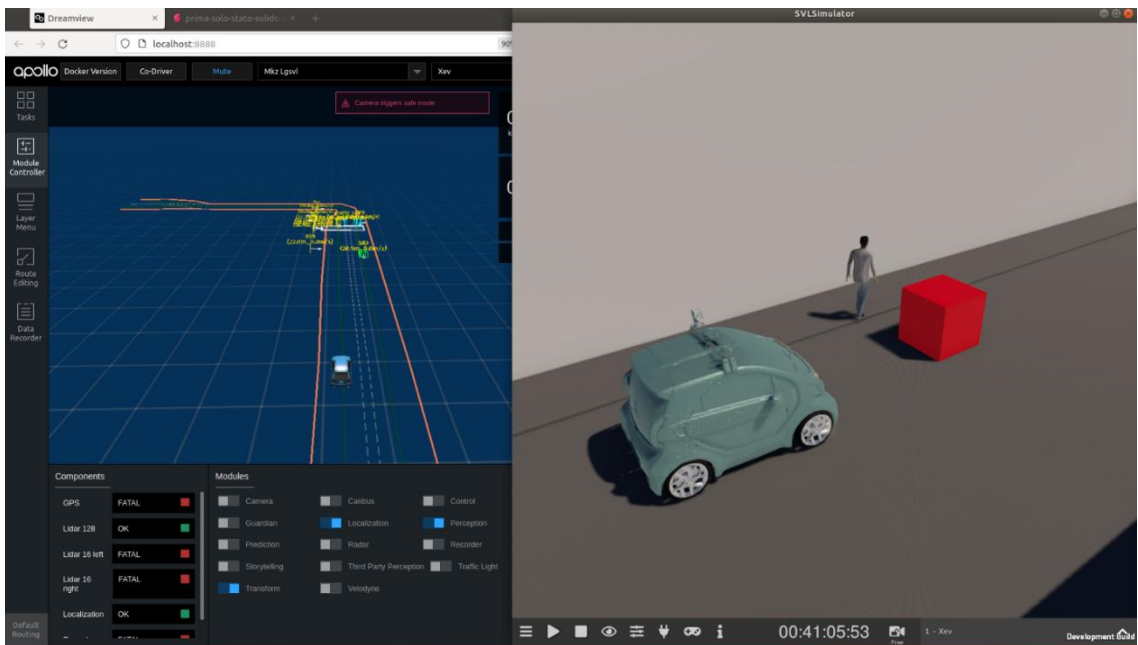 Dreamview
prima-solo-stato-solido-
SVLSimulator
localhost:8888
90%
apollo
Docker Version
Co-Driver
Mute
Mkz Lgsvl
Xev
Camera triggers safe mode
Tasks
Module
Controller
Layer
Menu
Route
Editing
Data
Recorder
Default
Routing
Components
GPS FATAL
Lidar 128 OK
Lidar 16 left FATAL
Lidar 16
right FATAL
Localization OK
Modules
Camera Canbus Control
Guardian Localization Perception
Prediction Radar Recorder
Storytelling Third Party Perception Traffic Light
Transform Velodyne
00:41:05:53
Free
1 - Xev
Development Build